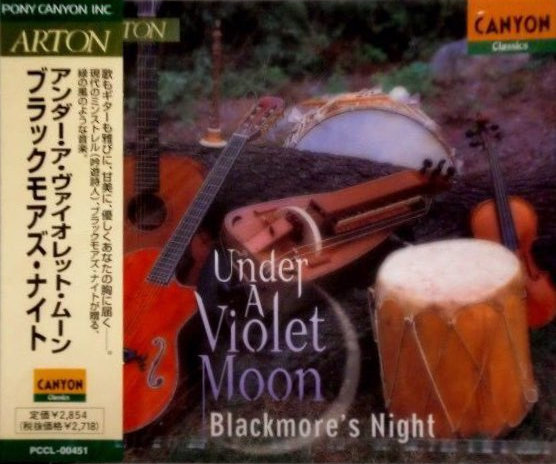 PONY CANYON INC
ARTON
アンダー・ア・ヴァイオレット・ムーン
ブラックモアズ・ナイト
歌もギターも雅びに、甘美に、優しくあなたの胸に届く――。
現代のミンストレル(吟遊詩人)、ブラックモアズ・ナイトが贈る、
緑の風のような音楽。
CANYON
Classics
定価¥2,854
(税抜価格¥2,718)
PCCL-00451
TON
CANYON
Classics
Under
A
Violet
Moon
Blackmore's Night